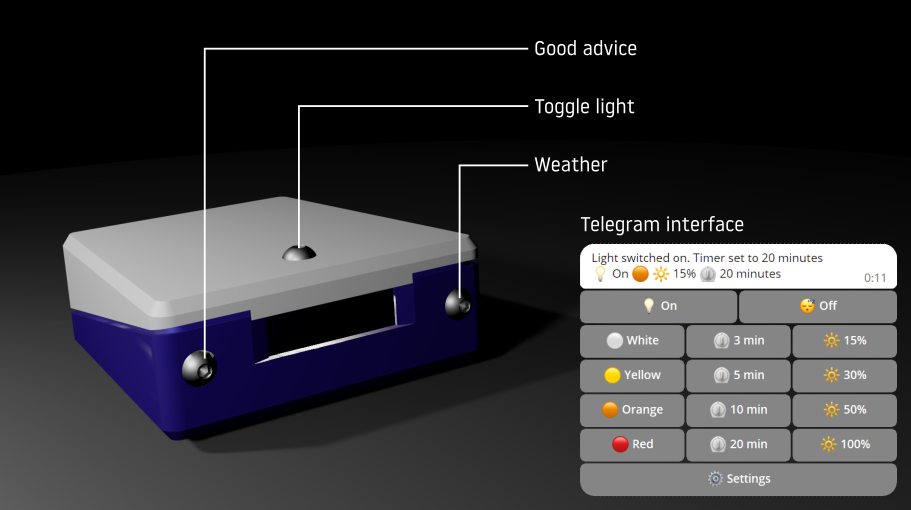 Good advice
Toggle light
Weather
Telegram interface
Light switched on. Timer set to 20 minutes
💡 On 🟠 🔆 15% ⏲ 20 minutes
0:11
💡 On 😴 Off
⚪ White ⏲ 3 min 🔆 15%
🟡 Yellow ⏲ 5 min 🔆 30%
🟠 Orange ⏲ 10 min 🔆 50%
🔴 Red ⏲ 20 min 🔆 100%
⚙ Settings